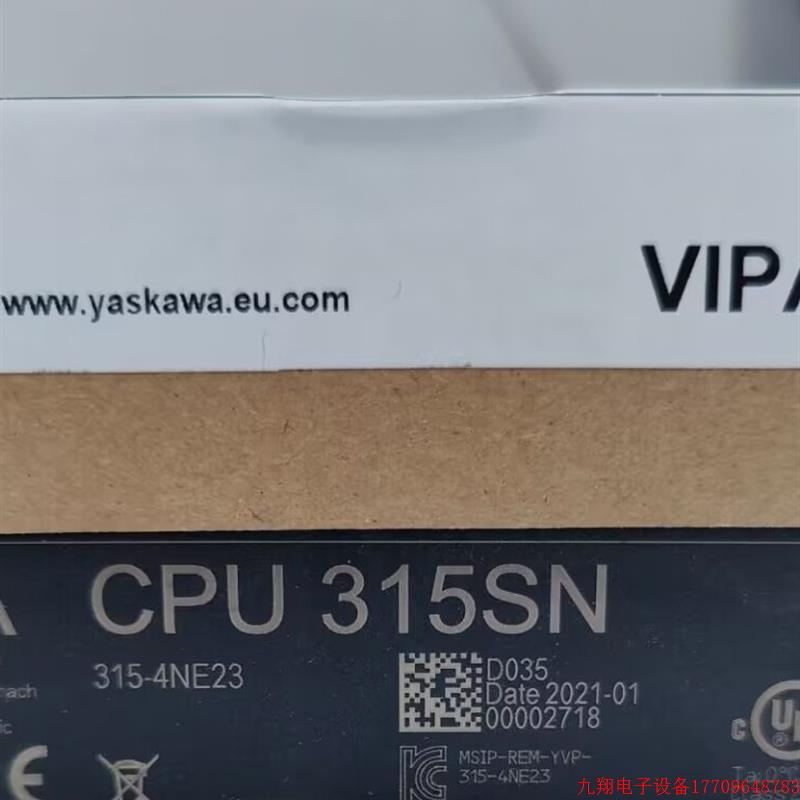 www.yaskawa.eu.com
VIPA
A CPU 315SN
315-4NE23
D035
Date 2021-01
00002718
MSIP-REM-YVP-
315-4NE23
九翔电子设备17709648783